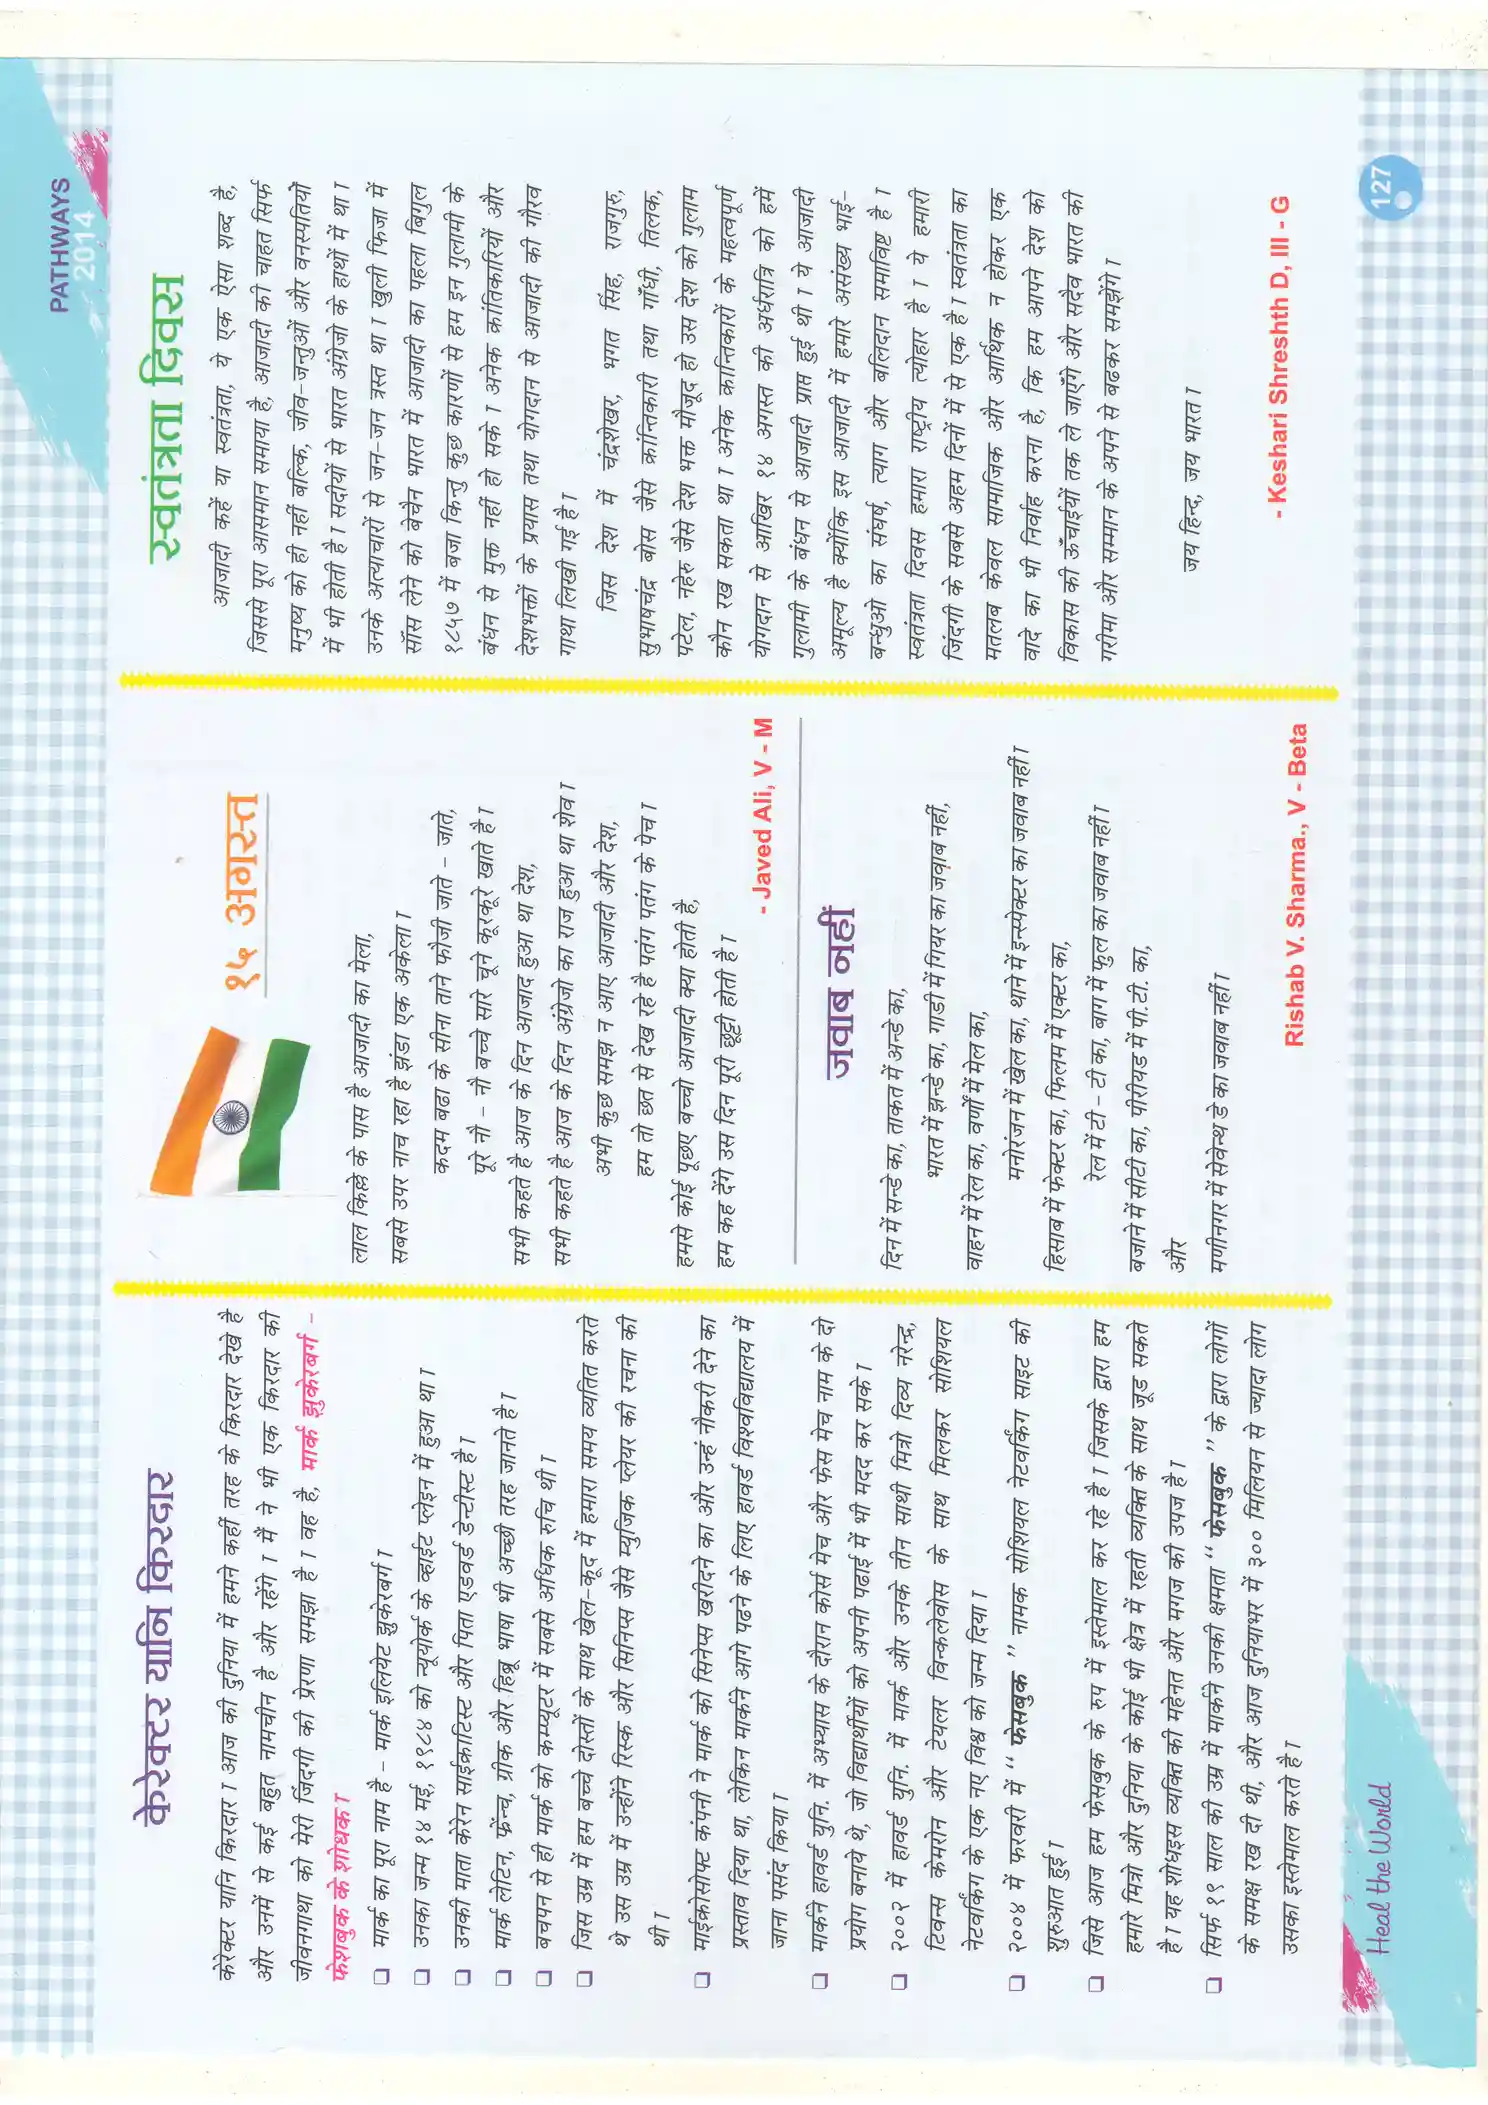 PATHWAYS
2014
केरेक्टर यानि किरदार
केरेक्टर यानि किरदार । आज की दुनिया में हमने कहीं तरह के किरदार देखे है
और उनमें से कई बहुत नामचीन है और रहेंगे । मैं ने भी एक किरदार की
जीवनगाथा को मेरी जिंदगी की प्रेरणा समझा है । वह है, मार्क झुकेरबर्ग –
फेशबुक के शोधक ।
❑ मार्क का पूरा नाम है – मार्क इलियेट झुकेरबर्ग ।
❑ उनका जन्म १४ मई, १९८४ को न्यूयोर्क के व्हाईट प्लेइन में हुआ था ।
❑ उनकी माता केरेन साईकाटिस्ट और पिता एडवर्ड डेन्टीस्ट है ।
❑ मार्क लेटिन, फ्रेंन्च, ग्रीक और हिब्रू भाषा भी अच्छी तरह जानते है ।
❑ बचपन से ही मार्क को कम्प्यूटर में सबसे अधिक रुचि थी ।
❑ जिस उम्र में हम बच्चे दोस्तों के साथ खेल-कूद में हमारा समय व्यतित करते
थे उस उम्र में उन्होंने रिस्क और सिनिप्स जैसे म्युजिक प्लेयर की रचना की
थी ।
❑ माईक्रोसोफ्ट कंपनी ने मार्क को सिनेप्स खरीदने का और उन्हं नौकरी देने का
प्रस्ताव दिया था, लेकिन मार्कने आगे पढने के लिए हावर्ड विश्वविद्यालय में
जाना पसंद किया ।
❑ मार्कने हावर्ड युनि. में अभ्यास के दौरान कोर्स मेच और फेस मेच नाम के दो
प्रयोग बनाये थे, जो विद्यार्थीयों को अपनी पढाई में भी मदद कर सके ।
❑ २००२ में हावर्ड युनि. में मार्क और उनके तीन साथी मित्रो दिव्य नरेन्द्र,
टिवन्स केमरोन और टेयलर विन्कलेवोस के साथ मिलकर सोशियल
नेटवर्किंग के एक नए विश्व को जन्म दिया ।
❑ २००४ में फरवरी में “ फेसबुक ” नामक सोशियल नेटवर्किंग साइट की
शुरुआत हुई ।
❑ जिसे आज हम फेसबुक के रुप में इस्तेमाल कर रहे है । जिसके द्वारा हम
हमारे मित्रो और दुनिया के कोई भी क्षेत्र में रहती व्यक्ति के साथ जूड सकते
है । यह शोधइस व्यक्ति की महेनत और मगज की उपज है ।
❑ सिर्फ १९ साल की उम्र में मार्कने उनकी क्षमता “ फेसबुक ” के द्वारा लोगों
के समक्ष रख दी थी, और आज दुनियाभर में ३०० मिलियन से ज्यादा लोग
उसका इस्तेमाल करते है ।
१५ अगस्त
लाल किल्ले के पास है आजादी का मेला,
सबसे उपर नाच रहा है झंडा एक अकेला ।
कदम बढा के सीना ताने फौजी जाते – जाते,
पूरे नौ – नौ बच्चे सारे चूपे कूरकूरे खाते है ।
सभी कहते है आज के दिन आजाद हुआ था देश,
सभी कहते है आज के दिन अंग्रेजो का राज हुआ था शेव ।
अभी कुछ समझ न आए आजादी और देश,
हम तो छत से देख रहे है पतंग पतंग के पेच ।
हमसे कोई पूछए बच्चो आजादी क्या होती है,
हम कह देंगे उस दिन पूरी छुट्टी होती है ।
- Javed Ali, V - M
जवाब नहीं
दिन में सन्डे का, ताकत में अन्डे का,
भारत में झन्डे का, गाडी में गियर का जवाब नहीं,
वाहन में रेल का, वर्णो में मेल का,
मनोरंजन में खेल का, थाने में इन्स्पेक्टर का जवाब नहीं ।
हिसाब में फेक्टर का, फिलम में एक्टर का,
रेल में टी – टी का, बाग में फुल का जवाब नहीं ।
बजाने में सीटी का, पीरीयड में पी.टी. का,
और
मणीनगर में सेवेन्थ डे का जवाब नहीं ।
Rishab V. Sharma., V - Beta
स्वतंत्रता दिवस
आजादी कहें या स्वतंत्रता, ये एक ऐसा शब्द है,
जिससे पूरा आसमान समाया है, आजादी की चाहत सिर्फ
मनुष्य को ही नहीं बल्कि, जीव-जन्तुओं और वनस्पतियों
में भी होती है । सदीयों से भारत अंग्रेजो के हाथों में था ।
उनके अत्याचारों से जन-जन त्रस्त था । खुली फिजा में
सॉस लेने को बेचैन भारत में आजादी का पहला बिगुल
१८५७ में बजा किन्तु कुछ कारणों से हम इन गुलामी के
बंधन से मुक्त नहीं हो सके । अनेक क्रांतिकारियों और
देशभक्तों के प्रयास तथा योगदान से आजादी की गौरव
गाथा लिखी गई है ।
जिस देश में चंद्रशेखर, भगत सिंह, राजगुरु,
सुभाषचंद्र बोस जैसे क्रांन्तिकारी तथा गाँधी, तिलक,
पटेल, नहेरु जैसे देश भक्त मौजूद हो उस देश को गुलाम
कौन रख सकता था । अनेक क्रान्तिकारों के महत्वपूर्ण
योगदान से आखिर १४ अगस्त की अर्धरात्रि को हमें
गुलामी के बंधन से आजादी प्राप्त हुई थी । ये आजादी
अमूल्य है क्योंकि इस आजादी में हमारे असंख्य भाई-
बन्धुओ का संघर्ष, त्याग और बलिदान समाविष्ट है ।
स्वतंत्रता दिवस हमारा राष्ट्रीय त्योहार है । ये हमारी
जिंदगी के सबसे अहम दिनों में से एक है । स्वतंत्रता का
मतलब केवल सामाजिक और आर्थिक न होकर एक
वादे का भी निर्वाह करना है, कि हम आपने देश को
विकास की ऊँचाईयों तक ले जाएँगे और सदैव भारत की
गरीमा और सम्मान के अपने से बढकर समझेंगे ।
जय हिन्द, जय भारत ।
- Keshari Shreshth D, III - G
Heal the World
127